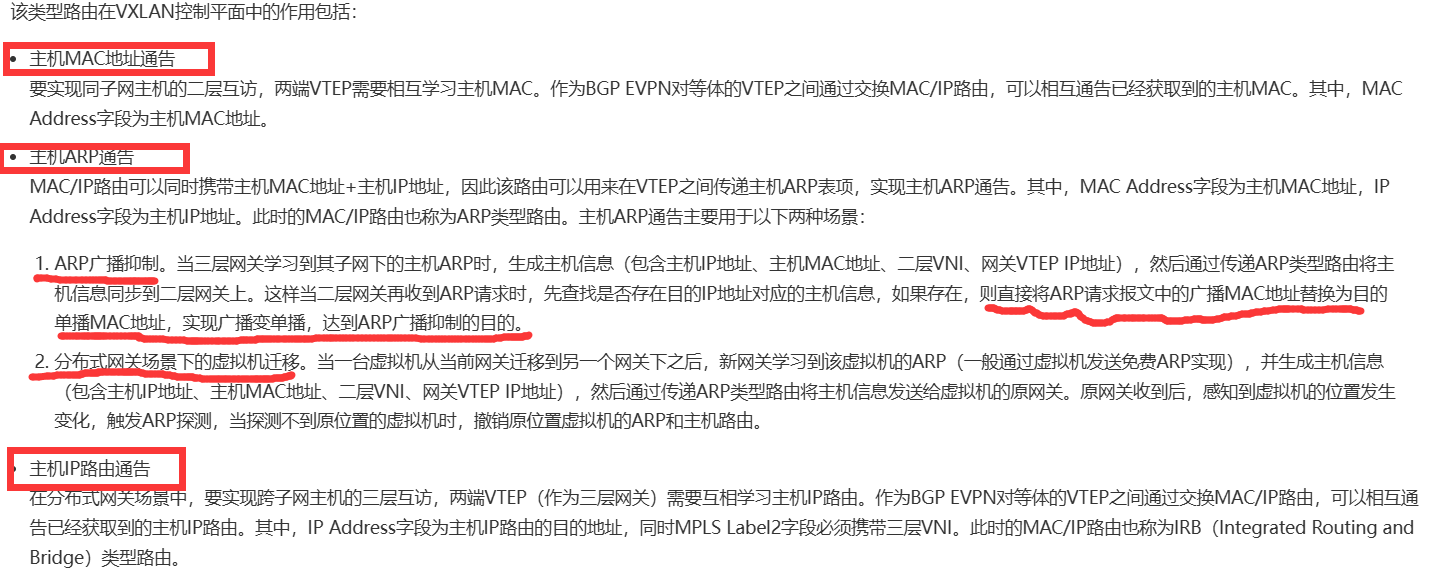 该类型路由在VXLAN控制平面中的作用包括：
• 主机MAC地址通告
要实现同子网主机的二层互访，两端VTEP需要相互学习主机MAC。作为BGP EVPN对等体的VTEP之间通过交换MAC/IP路由，可以相互通告已经获取到的主机MAC。其中，MAC
Address字段为主机MAC地址。
• 主机ARP通告
MAC/IP路由可以同时携带主机MAC地址+主机IP地址，因此该路由可以用来在VTEP之间传递主机ARP表项，实现主机ARP通告。其中，MAC Address字段为主机MAC地址，IP
Address字段为主机IP地址。此时的MAC/IP路由也称为ARP类型路由。主机ARP通告主要用于以下两种场景：
1. ARP广播抑制。当三层网关学习到其子网下的主机ARP时，生成主机信息（包含主机IP地址、主机MAC地址、二层VNI、网关VTEP IP地址），然后通过传递ARP类型路由将主
机信息同步到二层网关上。这样当二层网关再收到ARP请求时，先查找是否存在目的IP地址对应的主机信息，如果存在，则直接将ARP请求报文中的广播MAC地址替换为目的
单播MAC地址，实现广播变单播，达到ARP广播抑制的目的。
2. 分布式网关场景下的虚拟机迁移。当一台虚拟机从当前网关迁移到另一个网关下之后，新网关学习到该虚拟机的ARP（一般通过虚拟机发送免费ARP实现），并生成主机信息
（包含主机IP地址、主机MAC地址、二层VNI、网关VTEP IP地址），然后通过传递ARP类型路由将主机信息发送给虚拟机的原网关。原网关收到后，感知到虚拟机的位置发生
变化，触发ARP探测，当探测不到原位置的虚拟机时，撤销原位置虚拟机的ARP和主机路由。
• 主机IP路由通告
在分布式网关场景中，要实现跨子网主机的三层互访，两端VTEP（作为三层网关）需要互相学习主机IP路由。作为BGP EVPN对等体的VTEP之间通过交换MAC/IP路由，可以相互通
告已经获取到的主机IP路由。其中，IP Address字段为主机IP路由的目的地址，同时MPLS Label2字段必须携带三层VNI。此时的MAC/IP路由也称为IRB（Integrated Routing and
Bridge）类型路由。